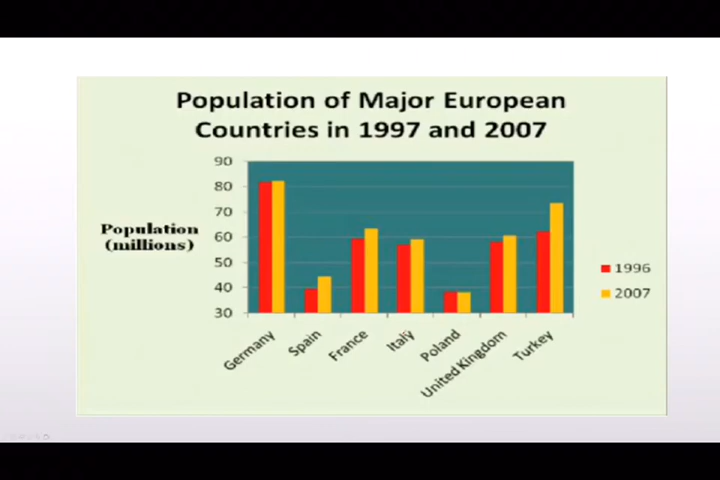 Population of Major European
Countries in 1997 and 2007
90
80
70
60
50
40
30
Population
(millions)
Germany
Spain
France
Italy
Poland
United Kingdom
Turkey
1996
2007